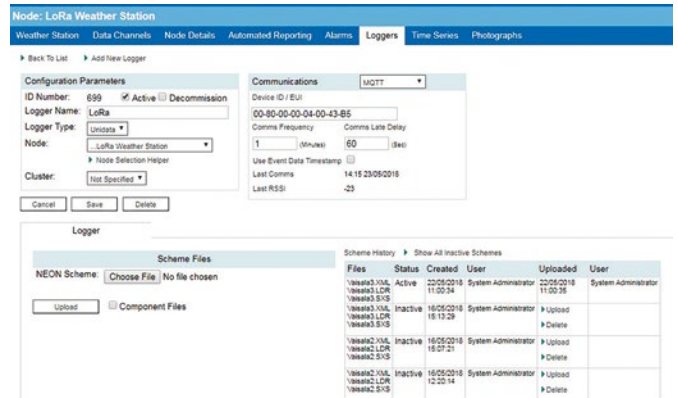 Node: LoRa Weather Station
Weather Station Data Channels Node Details Automated Reporting Alarms Loggers Time Series Photographs
Back To List Add New Logger
Configuration Parameters
ID Number: 699 Active Decommission
Logger Name: LoRa
Logger Type: Unidata
Node: ...LoRa Weather Station
Node Selection Helper
Cluster: Not Specified
Communications MQTT
Device ID / EUI
00-80-00-00-04-00-43-B5
Comms Frequency Comms Late Delay
1 (Minutes) 60 (Sec)
Use Event Data Timestamp
Last Comms 14:15 23/05/2018
Last RSSI -23
Cancel Save Delete
Logger
Scheme Files
NEON Scheme: Choose File No file chosen
Upload Component Files
Scheme History Show All Inactive Schemes
Files Status Created User Uploaded User
Vaisala3.XML Active 22/05/2018 System Administrator 22/05/2018 System Administrator
Vaisala3.LDR 11:00:34 11:00:35
Vaisala3.SXS
Vaisala3.XML Inactive 16/05/2018 System Administrator Upload
Vaisala3.LDR 15:13:29
Vaisala3.SXS Delete
Vaisala2.XML Inactive 16/05/2018 System Administrator Upload
Vaisala2.LDR 15:07:21
Vaisala2.SXS Delete
Vaisala2.XML Inactive 16/05/2018 System Administrator Upload
Vaisala2.LDR 12:20:14
Vaisala2.SXS Delete